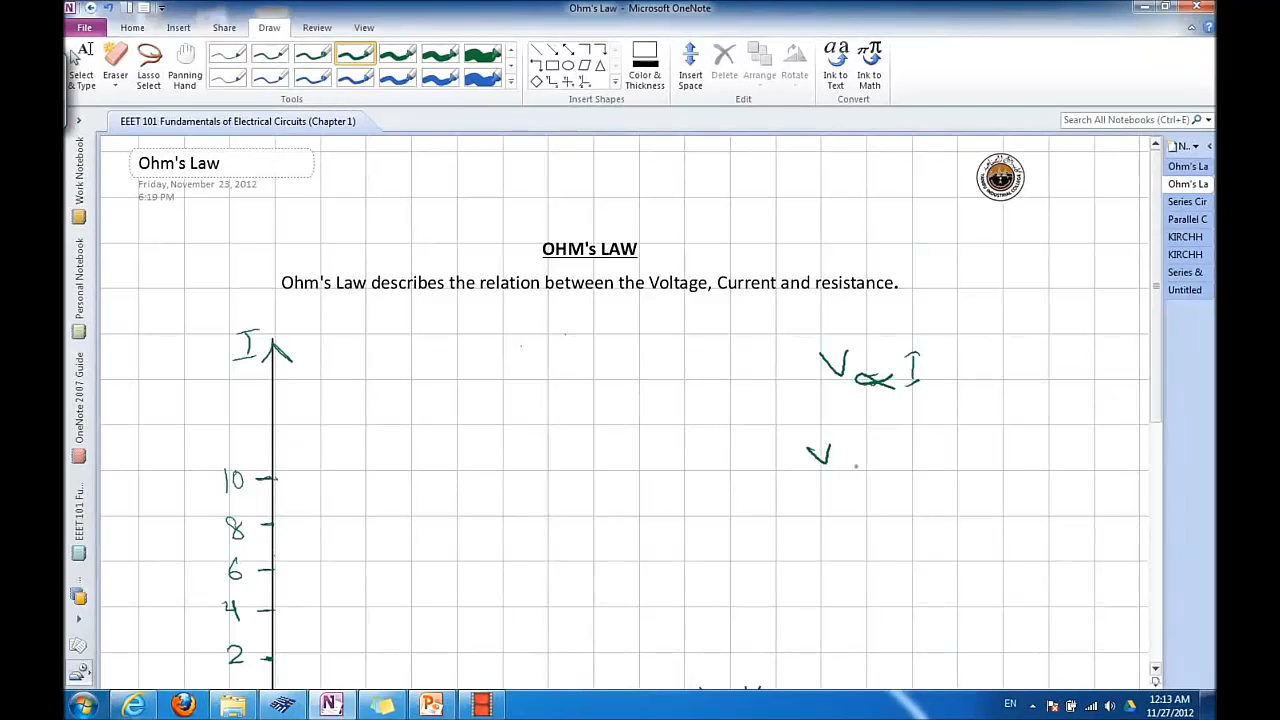 Ohm's Law - Microsoft OneNote
File Home Insert Share Draw Review View
Select & Type Eraser Lasso Select Panning Hand Color & Thickness Insert Space Delete Arrange Rotate Ink to Text Ink to Math
Tools Insert Shapes Edit Convert
EEET 101 Fundamentals of Electrical Circuits (Chapter 1)
Search All Notebooks (Ctrl+E)
Work Notebook
Personal Notebook
OneNote 2007 Guide
EEET 101 Fu...
N..
Ohm's La
Ohm's La
Series Cir
Parallel C
KIRCHH
KIRCHH
Series &
Untitled
Ohm's Law
Friday, November 23, 2012
6:19 PM
OHM's LAW
Ohm's Law describes the relation between the Voltage, Current and resistance.
I
V ∝ I
V
10
8
6
4
2
EN
12:13 AM
11/27/2012